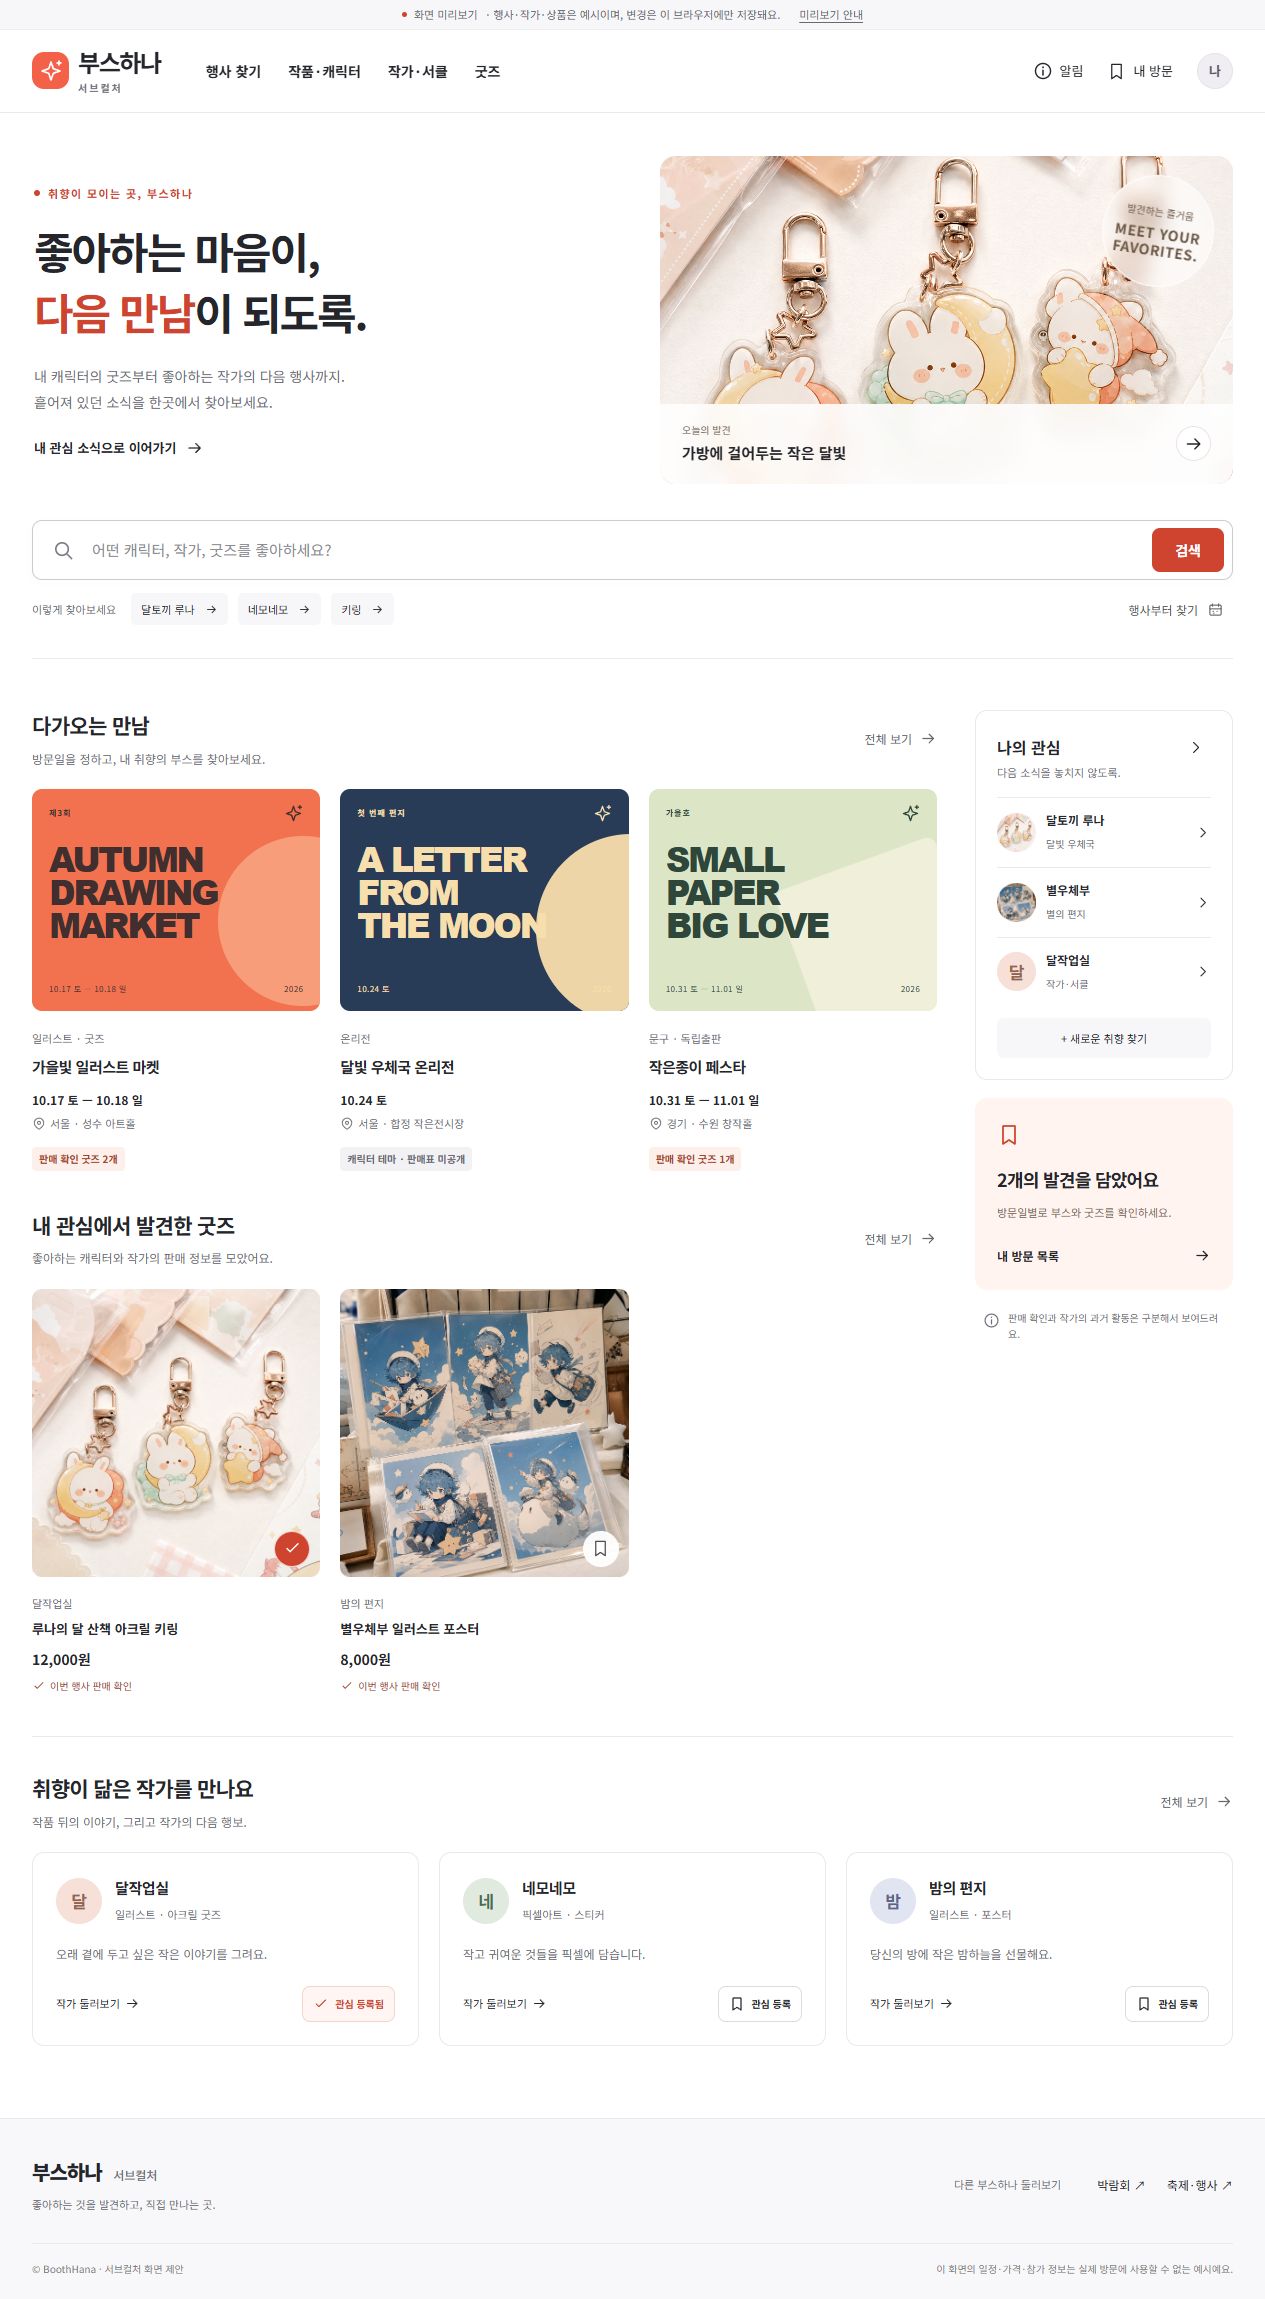 화면 미리보기 · 행사·작가·상품은 예시이며, 변경은 이 브라우저에만 저장돼요. 미리보기 안내
부스하나
서브컬처
행사 찾기 작품·캐릭터 작가·서클 굿즈
알림 내 방문 나
취향이 모이는 곳, 부스하나
좋아하는 마음이,
다음 만남이 되도록.
내 캐릭터의 굿즈부터 좋아하는 작가의 다음 행사까지.
흩어져 있던 소식을 한곳에서 찾아보세요.
내 관심 소식으로 이어가기 →
발견하는 즐거움
MEET YOUR
FAVORITES.
오늘의 발견
가방에 걸어두는 작은 달빛
어떤 캐릭터, 작가, 굿즈를 좋아하세요?
검색
이렇게 찾아보세요 달토끼 루나 → 네모네모 → 키링 →
행사부터 찾기
다가오는 만남
방문일을 정하고, 내 취향의 부스를 찾아보세요.
전체 보기 →
제3회
AUTUMN
DRAWING
MARKET
10.17 토 — 10.18 일 2026
일러스트 · 굿즈
가을빛 일러스트 마켓
10.17 토 — 10.18 일
서울 · 성수 아트홀
판매 확인 굿즈 2개
첫 번째 편지
A LETTER
FROM
THE MOON
10.24 토 2026
온리전
달빛 우체국 온리전
10.24 토
서울 · 합정 작은전시장
캐릭터 테마 · 판매표 미공개
가을호
SMALL
PAPER
BIG LOVE
10.31 토 — 11.01 일 2026
문구 · 독립출판
작은종이 페스타
10.31 토 — 11.01 일
경기 · 수원 창작홀
판매 확인 굿즈 1개
나의 관심
다음 소식을 놓치지 않도록.
달토끼 루나
달빛 우체국
별우체부
별의 편지
달
달작업실
작가·서클
+ 새로운 취향 찾기
2개의 발견을 담았어요
방문일별로 부스와 굿즈를 확인하세요.
내 방문 목록 →
판매 확인과 작가의 과거 활동은 구분해서 보여드려
요.
내 관심에서 발견한 굿즈
좋아하는 캐릭터와 작가의 판매 정보를 모았어요.
전체 보기 →
달작업실
루나의 달 산책 아크릴 키링
12,000원
이번 행사 판매 확인
밤의 편지
별우체부 일러스트 포스터
8,000원
이번 행사 판매 확인
취향이 닮은 작가를 만나요
작품 뒤의 이야기, 그리고 작가의 다음 행보.
전체 보기 →
달
달작업실
일러스트 · 아크릴 굿즈
오래 곁에 두고 싶은 작은 이야기를 그려요.
작가 둘러보기 → 관심 등록됨
네
네모네모
픽셀아트 · 스티커
작고 귀여운 것들을 픽셀에 담습니다.
작가 둘러보기 → 관심 등록
밤
밤의 편지
일러스트 · 포스터
당신의 방에 작은 밤하늘을 선물해요.
작가 둘러보기 → 관심 등록
부스하나 서브컬처
좋아하는 것을 발견하고, 직접 만나는 곳.
다른 부스하나 둘러보기 박람회 ↗ 축제·행사 ↗
© BoothHana · 서브컬처 화면 제안
이 화면의 일정·가격·참가 정보는 실제 방문에 사용할 수 없는 예시예요.